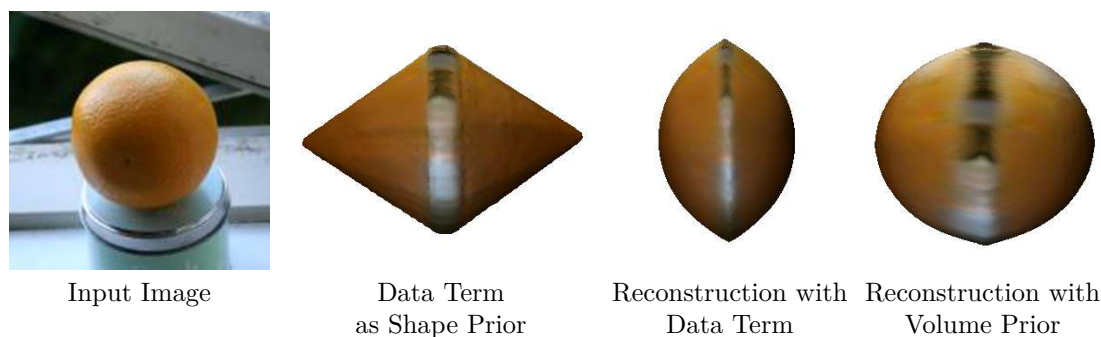 Input Image
Data Term
as Shape Prior
Reconstruction with
Data Term
Reconstruction with
Volume Prior